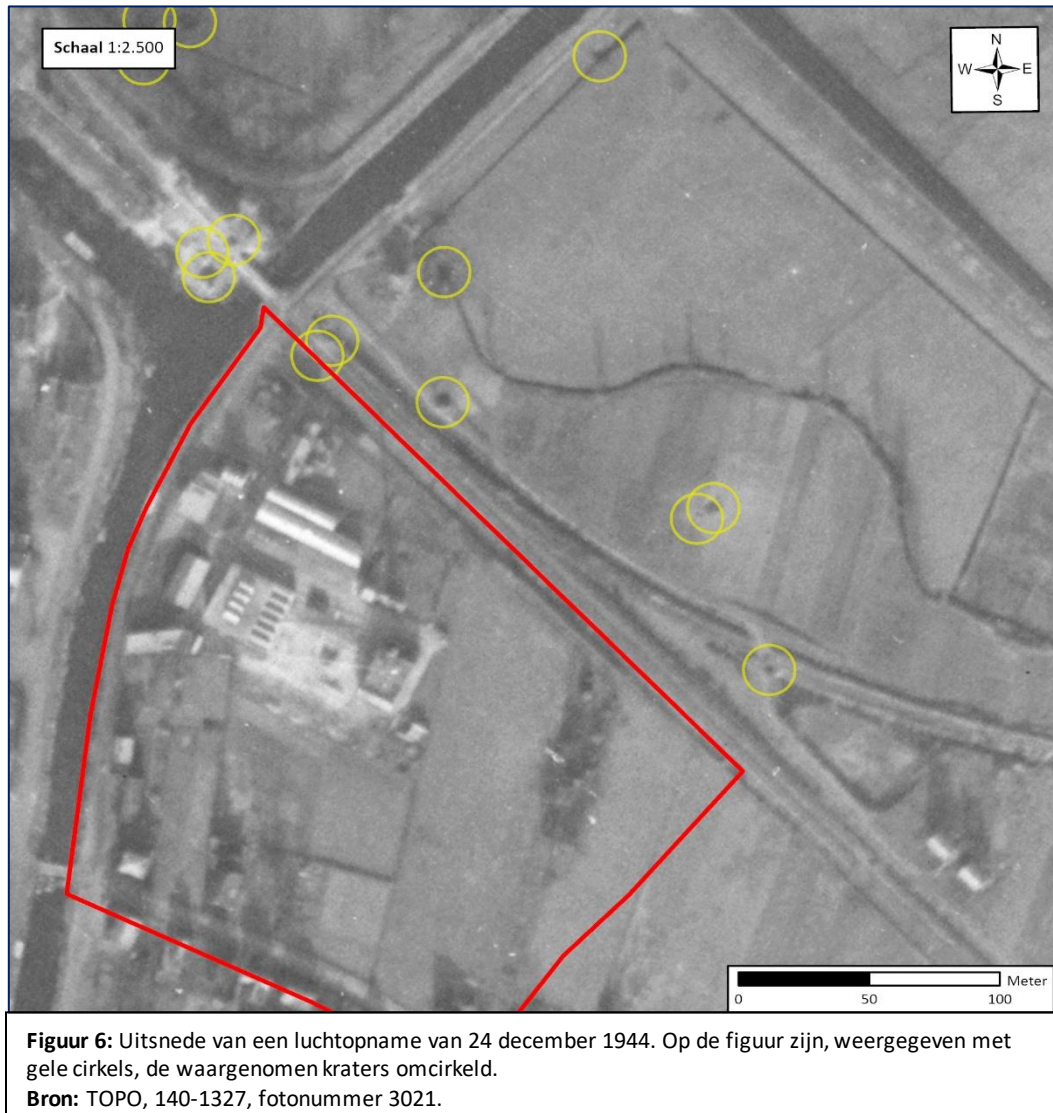 Schaal 1:2.500
N
W E
S
Meter
0 50 100
Figuur 6: Uitsnede van een luchtopname van 24 december 1944. Op de figuur zijn, weergegeven met
gele cirkels, de waargenomen kraters omcirkeld.
Bron: TOPO, 140-1327, fotonummer 3021.